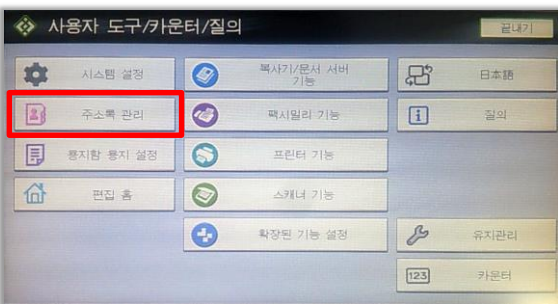 사용자 도구/카운터/질의
끝내기
시스템 설정
복사기/문서 서버
기능
日本語
주소록 관리
팩시밀리 기능
질의
용지함 용지 설정
프린터 기능
편집 홈
스캐너 기능
확장된 기능 설정
유지관리
123
카운터